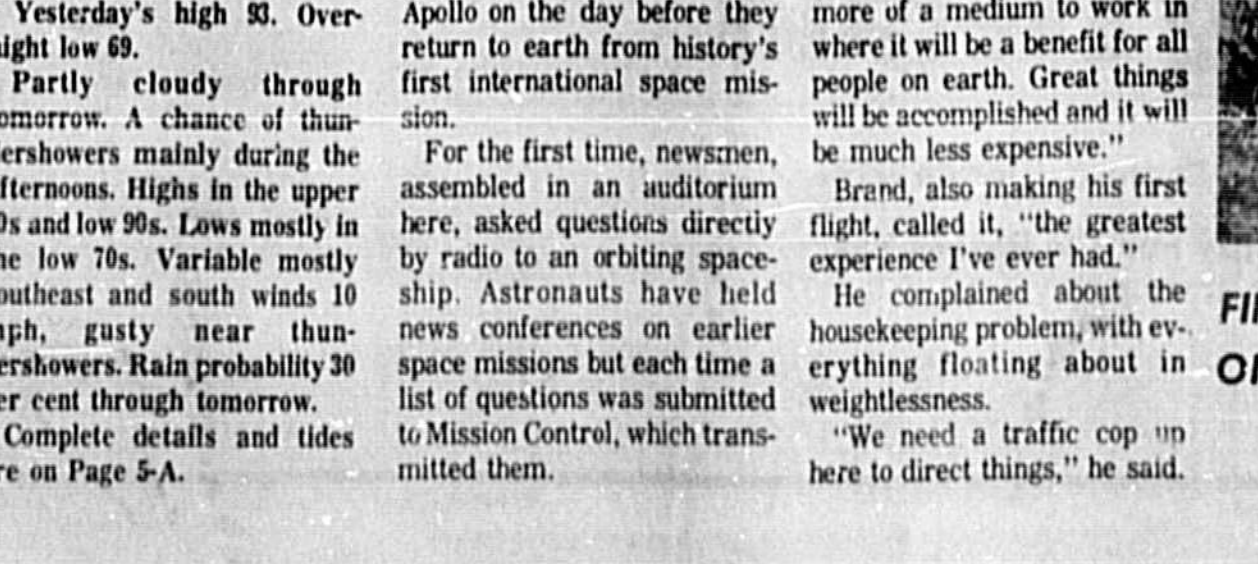 Yesterday's high 93. Over-
night low 69.
Partly cloudy through
omorrow. A chance of thun-
ershowers mainly during the
fternoons. Highs in the upper
0s and low 90s. Lows mostly in
he low 70s. Variable mostly
outheast and south winds 10
mph, gusty near thun-
ershowers. Rain probability 30
er cent through tomorrow.
Complete details and tides
re on Page 5-A.
Apollo on the day before they
return to earth from history's
first international space mis-
sion.
For the first time, newsmen,
assembled in an auditorium
here, asked questions directly
by radio to an orbiting space-
ship. Astronauts have held
news conferences on earlier
space missions but each time a
list of questions was submitted
to Mission Control, which trans-
mitted them.
more of a medium to work in
where it will be a benefit for all
people on earth. Great things
will be accomplished and it will
be much less expensive."
Brand, also making his first
flight, called it, "the greatest
experience I've ever had."
He complained about the
housekeeping problem, with ev-
erything floating about in
weightlessness.
"We need a traffic cop up
here to direct things," he said.